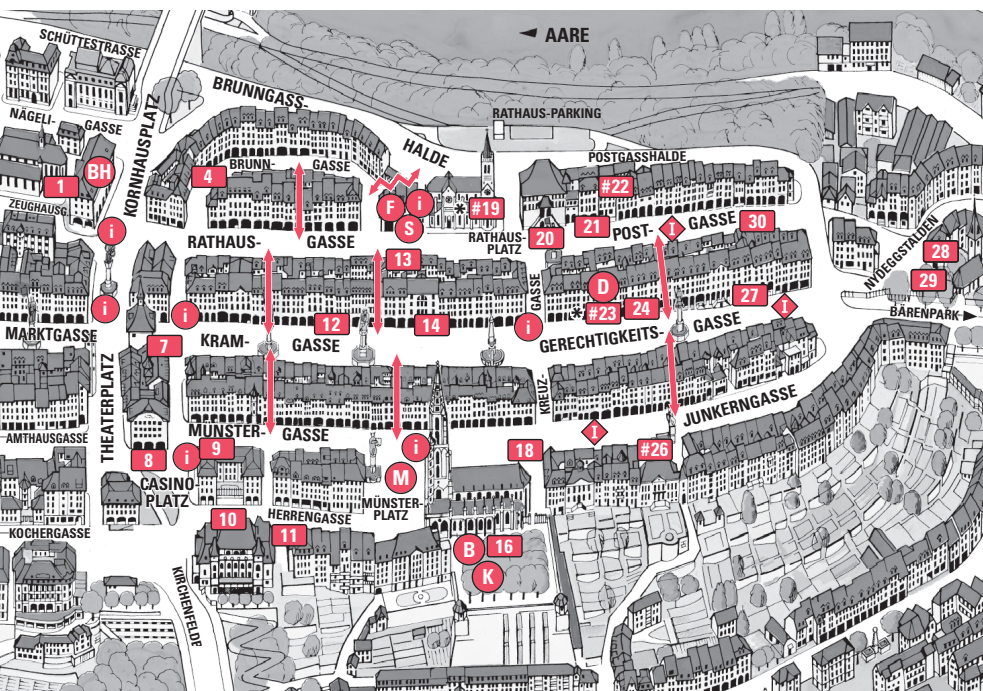 AARE
SCHÜTTESTRASSE
KORNHAUSPLATZ
BRUNNGASS-
HALDE
RATHAUS-PARKING
NÄGELI-
GASSE
BH
1
4
BRUNN-
GASSE
POSTGASSHALDE
#22
F
i
*
#19
S
ZEUGHAUSG.
i
RATHAUS-
GASSE
RATHAUS-
PLATZ
20
21
POST-
I
GASSE
30
NYDEGGSTALDEN
28
29
13
D
*
#23
24
27
I
i
i
12
14
GASSE
i
BÄRENPARK
MARKTGASSE
7
KRAM-
GASSE
GERECHTIGKEITS-
GASSE
THEATERPLATZ
KREUZ-
JUNKERNGASSE
AMTHAUSGASSE
MÜNSTER-
GASSE
I
8
i
9
i
18
#26
CASINO
PLATZ
M
MÜNSTER-
PLATZ
10
HERRENGASSE
11
KOCHERGASSE
B
16
K
KIRCHENFELDE